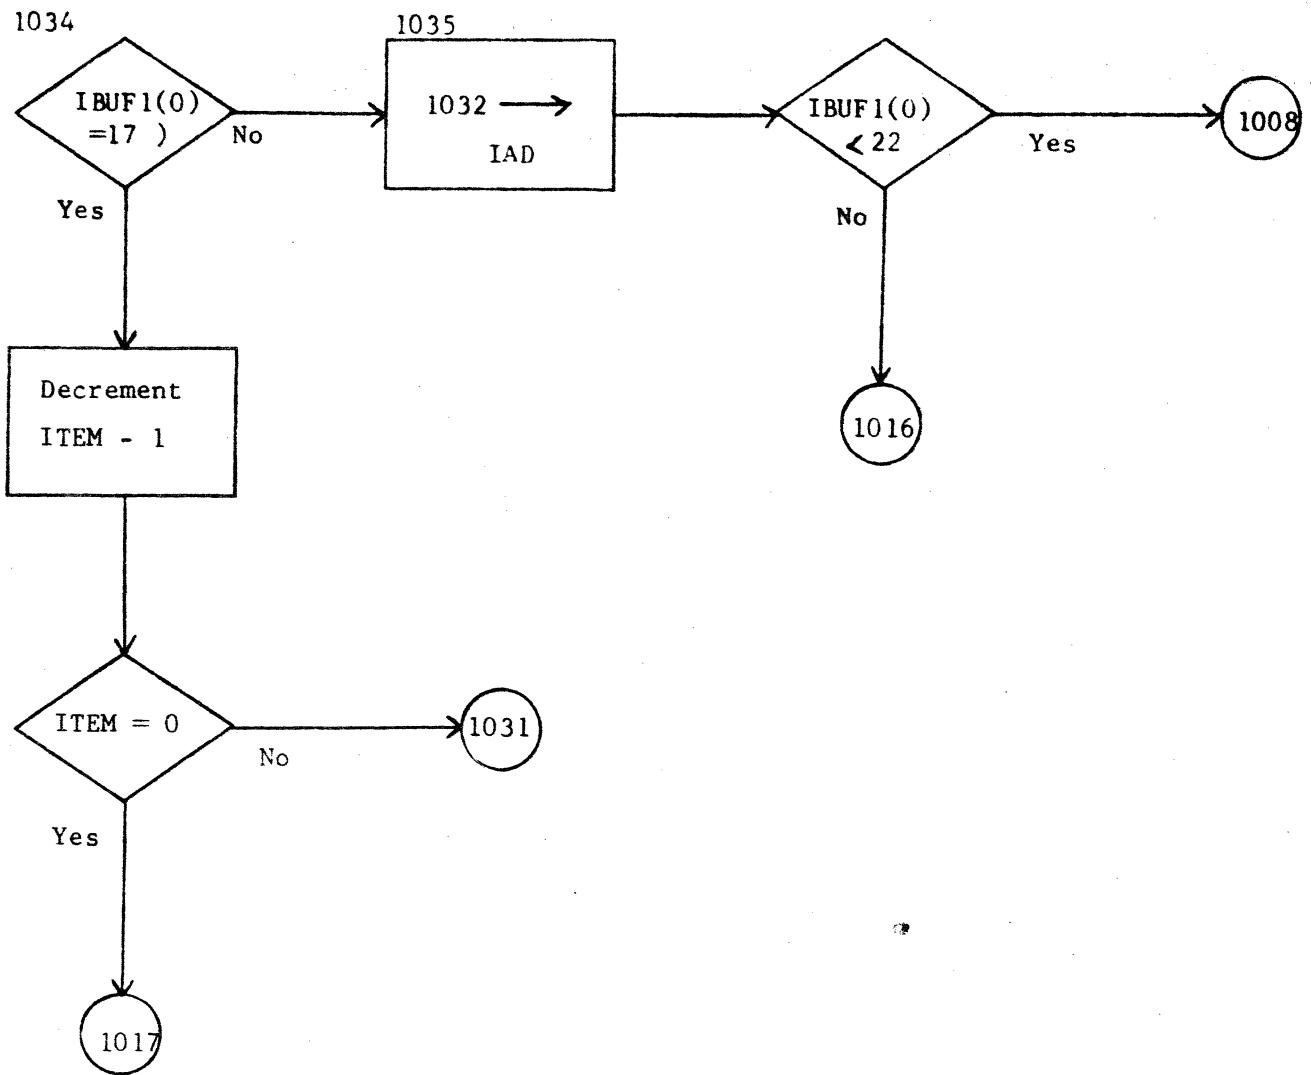 1034
IBUF1(0)
=17 )
No
Yes
1035
1032
IAD
IBUF1(0)
< 22
Yes
No
1008
1016
Decrement
ITEM - 1
ITEM = 0
No
Yes
1031
1017